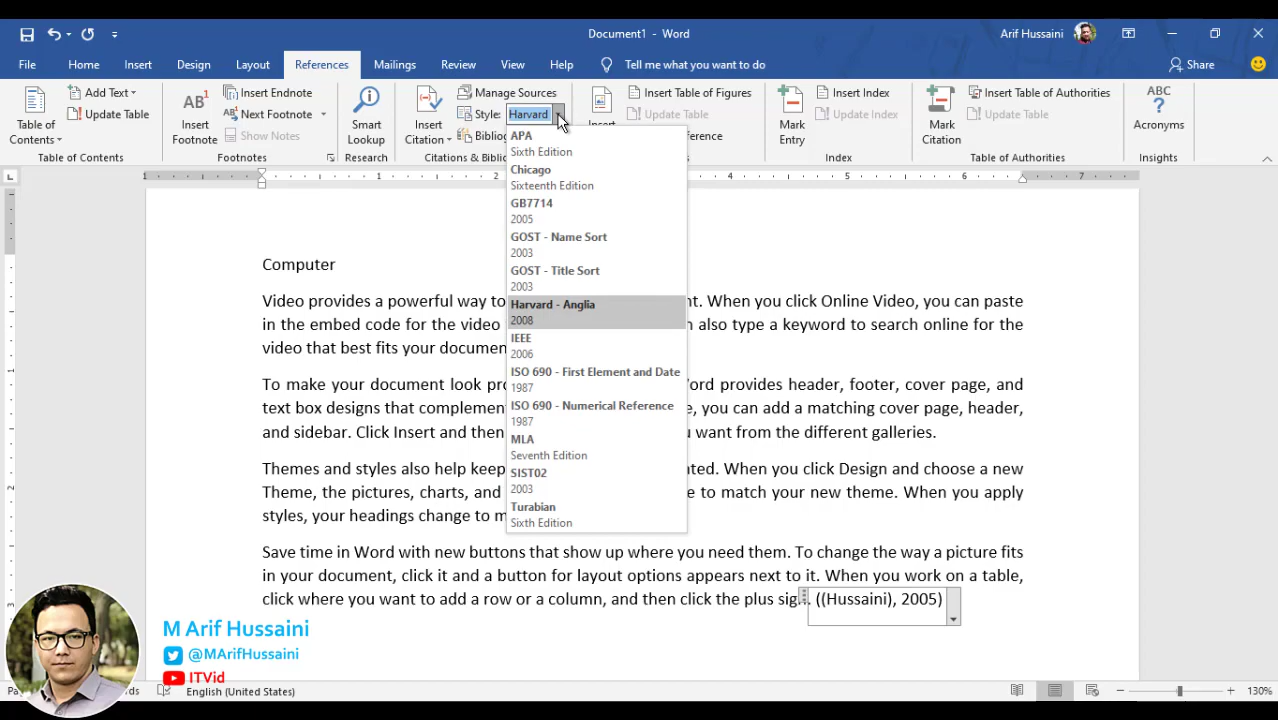 Document1 - Word
Arif Hussaini
File Home Insert Design Layout References Mailings Review View Help Tell me what you want to do Share
Table of Contents
Add Text
Update Table
Table of Contents
AB1
Insert Footnote
Insert Endnote
Next Footnote
Show Notes
Footnotes
Smart Lookup
Research
Insert Citation
Manage Sources
Style: Harvard
Citations & Bibl
Insert Table of Figures
Update Table
Mark Entry
Insert Index
Update Index
Index
Mark Citation
Insert Table of Authorities
Update Table
Table of Authorities
ABC
?
Acronyms
Insights
APA
Sixth Edition
Chicago
Sixteenth Edition
GB7714
2005
GOST - Name Sort
2003
GOST - Title Sort
2003
Harvard - Anglia
2008
IEEE
2006
ISO 690 - First Element and Date
1987
ISO 690 - Numerical Reference
1987
MLA
Seventh Edition
SIST02
2003
Turabian
Sixth Edition
1 1 2 4 5 6 7
Computer
Video provides a powerful way to nt. When you click Online Video, you can paste
in the embed code for the video n also type a keyword to search online for the
video that best fits your documen
To make your document look pro ord provides header, footer, cover page, and
text box designs that complemen e, you can add a matching cover page, header,
and sidebar. Click Insert and then u want from the different galleries.
Themes and styles also help keep nated. When you click Design and choose a new
Theme, the pictures, charts, and e to match your new theme. When you apply
styles, your headings change to m
Save time in Word with new buttons that show up where you need them. To change the way a picture fits
in your document, click it and a button for layout options appears next to it. When you work on a table,
click where you want to add a row or a column, and then click the plus sign. ((Hussaini), 2005)
M Arif Hussaini
@MArifHussaini
ITVid
English (United States)
130%